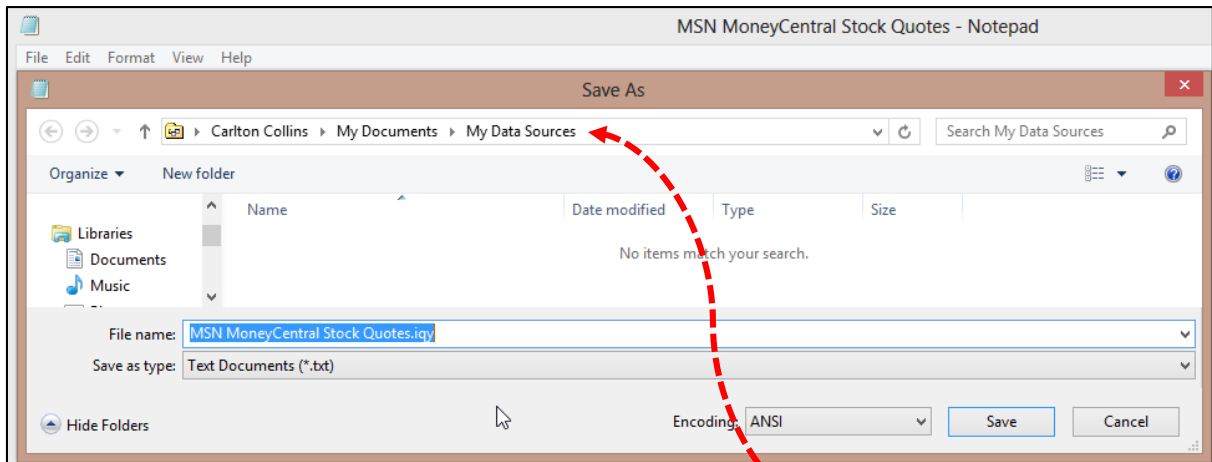 MSN MoneyCentral Stock Quotes - Notepad
File Edit Format View Help
Save As
Carlton Collins My Documents My Data Sources Search My Data Sources
Organize New folder
Name Date modified Type Size
Libraries
No items match your search.
Documents
Music
File name: MSN MoneyCentral Stock Quotes.iqy
Save as type: Text Documents (*.txt)
Hide Folders Encoding: ANSI Save Cancel